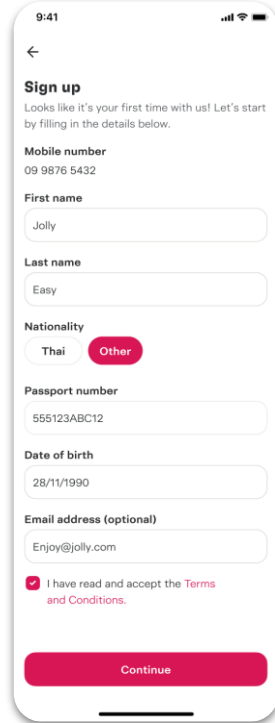 9:41
Sign up
Looks like it's your first time with us! Let's start
by filling in the details below.
Mobile number
09 9876 5432
First name
Jolly
Last name
Easy
Nationality
Thai Other
Passport number
555123ABC12
Date of birth
28/11/1990
Email address (optional)
Enjoy@jolly.com
I have read and accept the Terms
and Conditions.
Continue